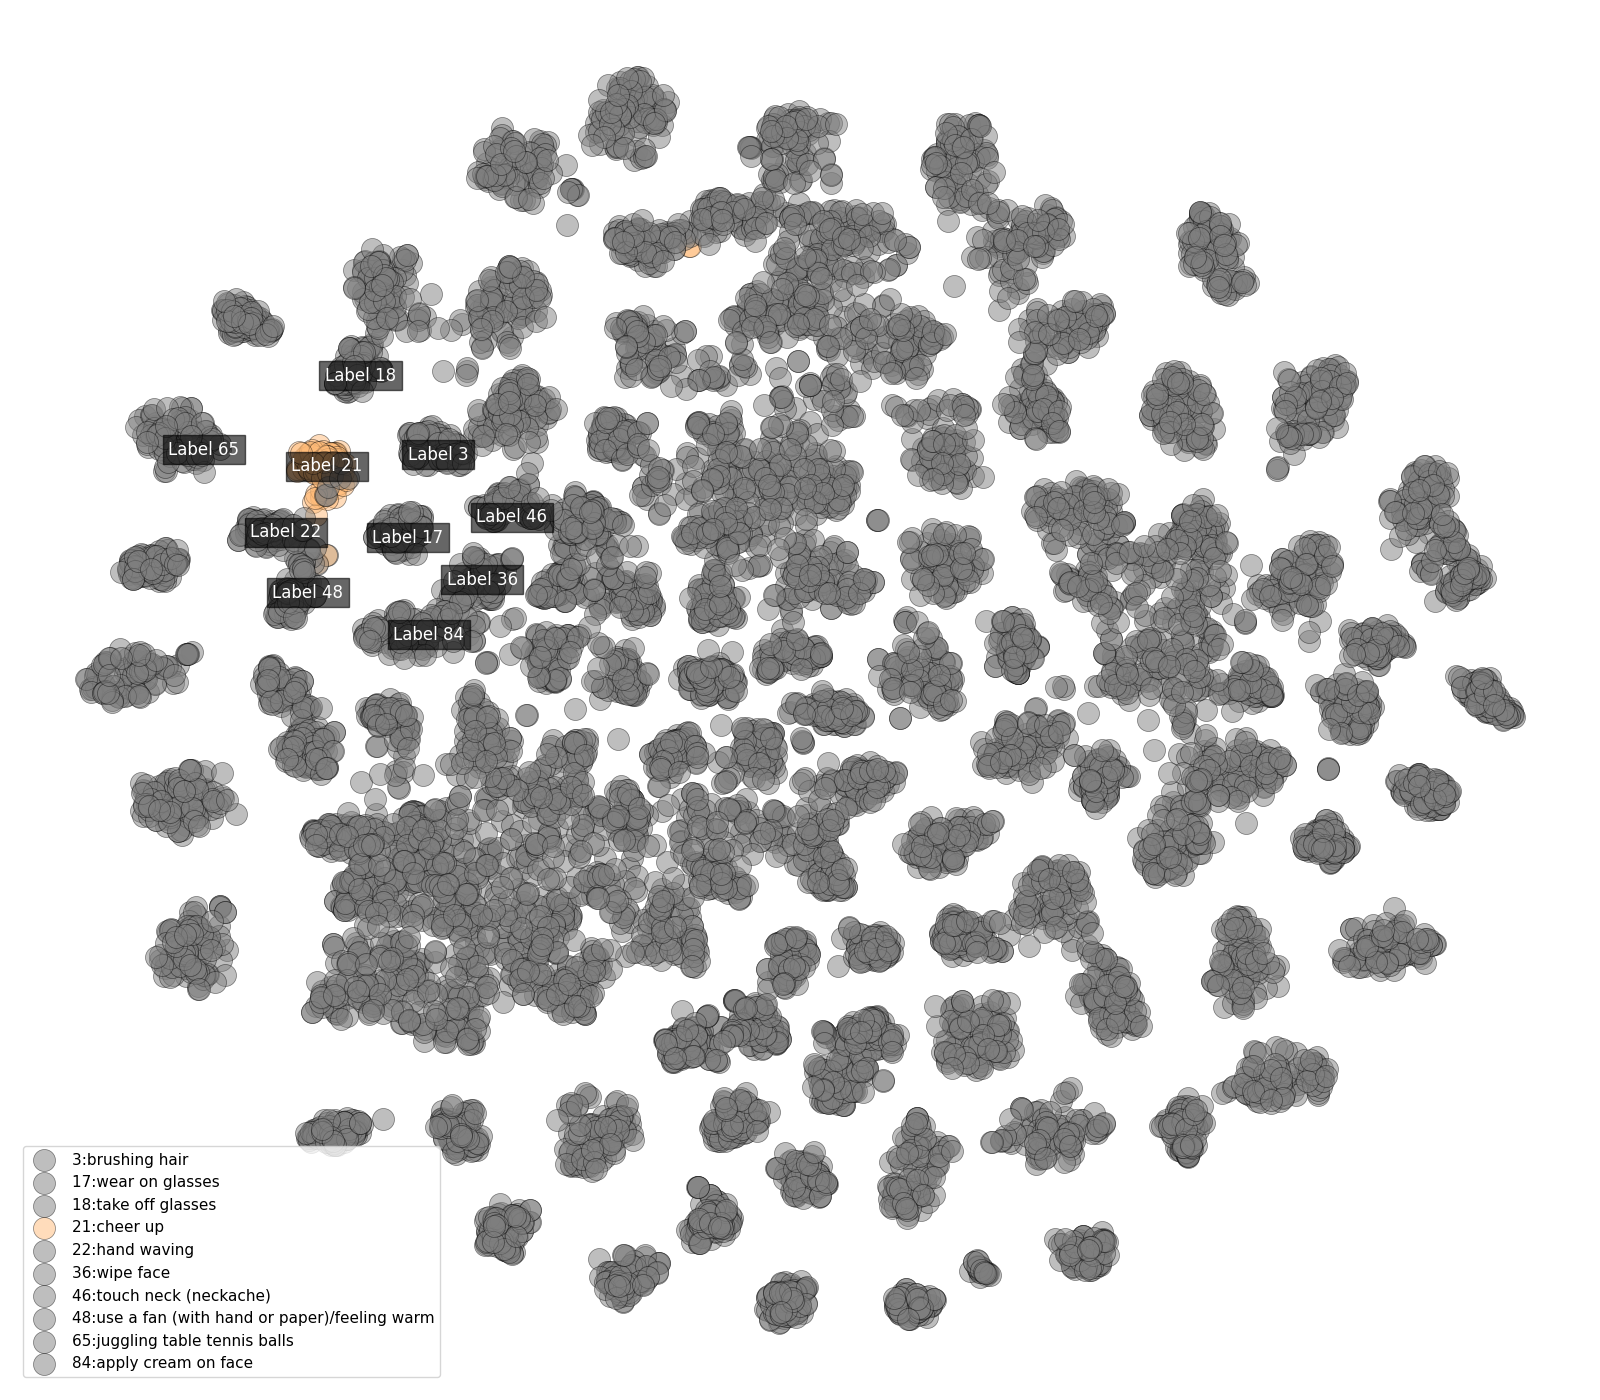 Label 18
Label 65
Label 21
Label 3
Label 46
Label 22
Label 17
Label 36
Label 48
Label 84
3:brushing hair
17:wear on glasses
18:take off glasses
21:cheer up
22:hand waving
36:wipe face
46:touch neck (neckache)
48:use a fan (with hand or paper)/feeling warm
65:juggling table tennis balls
84:apply cream on face